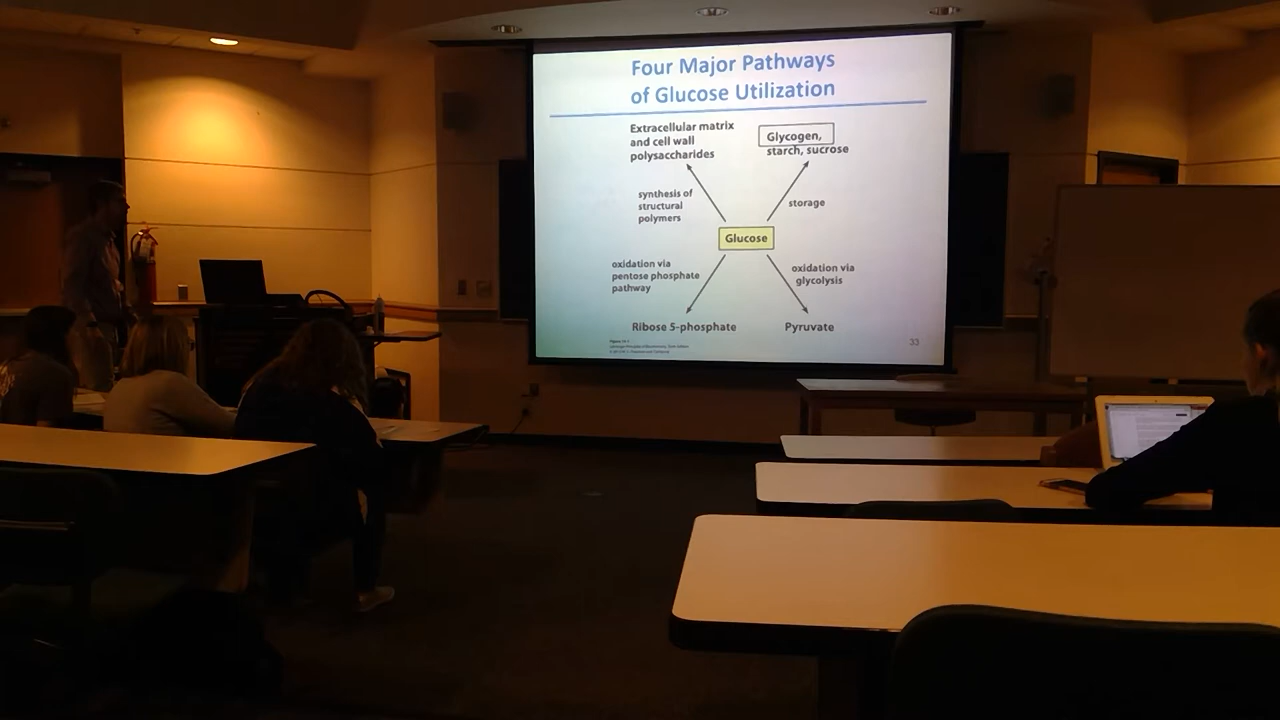 Four Major Pathways
of Glucose Utilization
Extracellular matrix
and cell wall
polysaccharides
Glycogen,
starch, sucrose
synthesis of
structural
polymers
storage
Glucose
oxidation via
pentose phosphate
pathway
oxidation via
glycolysis
Ribose 5-phosphate
Pyruvate
33